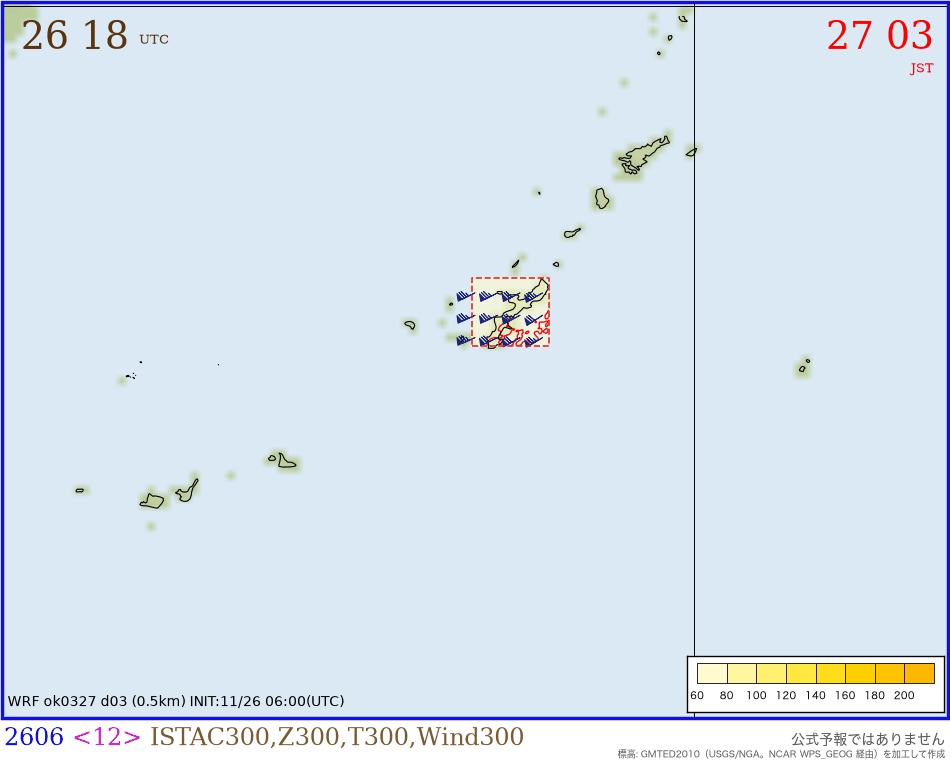 26 18 UTC
27 03
JST
60 80 100 120 140 160 180 200
WRF ok0327 d03 (0.5km) INIT:11/26 06:00(UTC)
2606 <12> ISTAC300,Z300,T300,Wind300
公式予報ではありません
標高: GMTED2010（USGS/NGA。NCAR WPS_GEOG 経由）を加工して作成